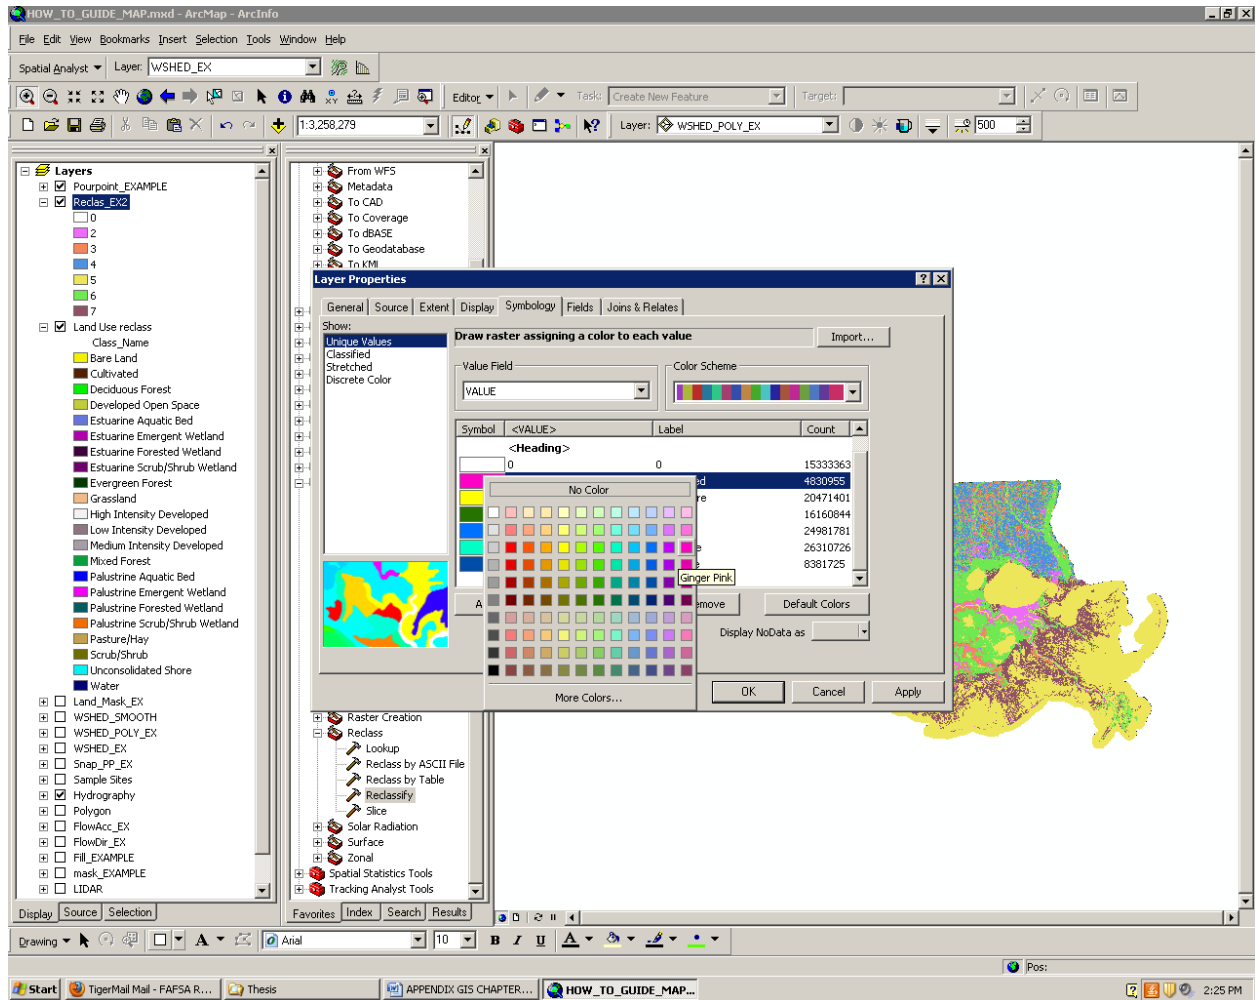 HOW_TO_GUIDE_MAP.mxd - ArcMap - ArcInfo
File Edit View Bookmarks Insert Selection Tools Window Help
Spatial Analyst Layer: WSHED_EX
Editor Task: Create New Feature Target:
1:3,258,279 Layer: WSHED_POLY_EX 500
Layers
Pourpoint_EXAMPLE
Reclas_EX2
0
2
3
4
5
6
7
Land Use reclass
Class_Name
Bare Land
Cultivated
Deciduous Forest
Developed Open Space
Estuarine Aquatic Bed
Estuarine Emergent Wetland
Estuarine Forested Wetland
Estuarine Scrub/Shrub Wetland
Evergreen Forest
Grassland
High Intensity Developed
Low Intensity Developed
Medium Intensity Developed
Mixed Forest
Palustrine Aquatic Bed
Palustrine Emergent Wetland
Palustrine Forested Wetland
Palustrine Scrub/Shrub Wetland
Pasture/Hay
Scrub/Shrub
Unconsolidated Shore
Water
Land_Mask_EX
WSHED_SMOOTH
WSHED_POLY_EX
WSHED_EX
Snap_PP_EX
Sample Sites
Hydrography
Polygon
FlowAcc_EX
FlowDir_EX
Fill_EXAMPLE
mask_EXAMPLE
LIDAR
Display Source Selection
From WFS
Metadata
To CAD
To Coverage
To dBASE
To Geodatabase
To KML
Raster Creation
Reclass
Lookup
Reclass by ASCII File
Reclass by Table
Reclassify
Slice
Solar Radiation
Surface
Zonal
Spatial Statistics Tools
Tracking Analyst Tools
Favorites Index Search Results
Layer Properties
General Source Extent Display Symbology Fields Joins & Relates
Show:
Unique Values
Classified
Stretched
Discrete Color
Draw raster assigning a color to each value
Import...
Value Field
VALUE
Color Scheme
Symbol <VALUE> Label Count
<Heading>
0 0 15333363
ed 4830955
re 20471401
16160844
24981781
e 26310726
e 8381725
No Color
Ginger Pink
More Colors...
A
emove
Default Colors
Display NoData as
OK Cancel Apply
Drawing A Arial 10 B I U A
Pos:
Start TigerMail Mail - FAFSA R... Thesis APPENDIX GIS CHAPTER... HOW_TO_GUIDE_MAP... 2:25 PM